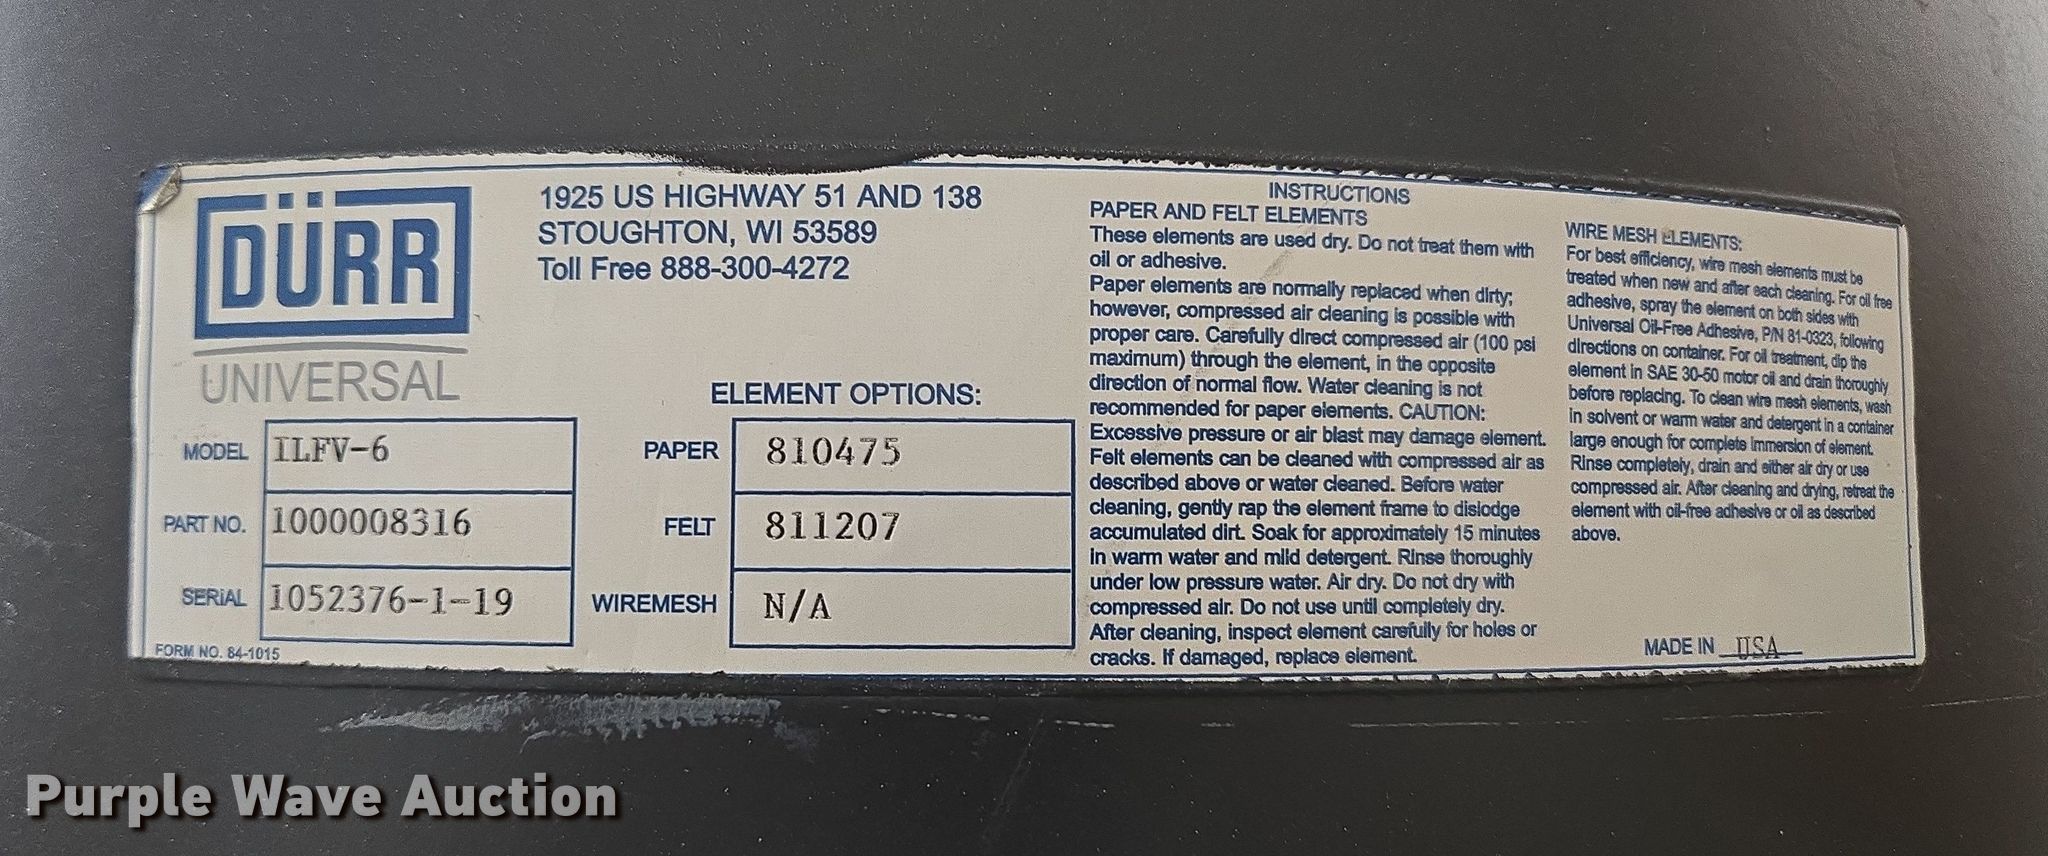 DÜRR
UNIVERSAL
1925 US HIGHWAY 51 AND 138
STOUGHTON, WI 53589
Toll Free 888-300-4272
MODEL ILFV-6
PART NO. 1000008316
SERIAL 1052376-1-19
FORM NO. 84-1015
ELEMENT OPTIONS:
PAPER 810475
FELT 811207
WIREMESH N/A
INSTRUCTIONS
PAPER AND FELT ELEMENTS
These elements are used dry. Do not treat them with
oil or adhesive.
Paper elements are normally replaced when dirty;
however, compressed air cleaning is possible with
proper care. Carefully direct compressed air (100 psi
maximum) through the element, in the opposite
direction of normal flow. Water cleaning is not
recommended for paper elements. CAUTION:
Excessive pressure or air blast may damage element.
Felt elements can be cleaned with compressed air as
described above or water cleaned. Before water
cleaning, gently rap the element frame to dislodge
accumulated dirt. Soak for approximately 15 minutes
in warm water and mild detergent. Rinse thoroughly
under low pressure water. Air dry. Do not dry with
compressed air. Do not use until completely dry.
After cleaning, inspect element carefully for holes or
cracks. If damaged, replace element.
WIRE MESH ELEMENTS:
For best efficiency, wire mesh elements must be
treated when new and after each cleaning. For oil free
adhesive, spray the element on both sides with
Universal Oil-Free Adhesive, P/N 81-0323, following
directions on container. For oil treatment, dip the
element in SAE 30-50 motor oil and drain thoroughly
before replacing. To clean wire mesh elements, wash
in solvent or warm water and detergent in a container
large enough for complete immersion of element.
Rinse completely, drain and either air dry or use
compressed air. After cleaning and drying, retreat the
element with oil-free adhesive or oil as described
above.
MADE IN USA
Purple Wave Auction